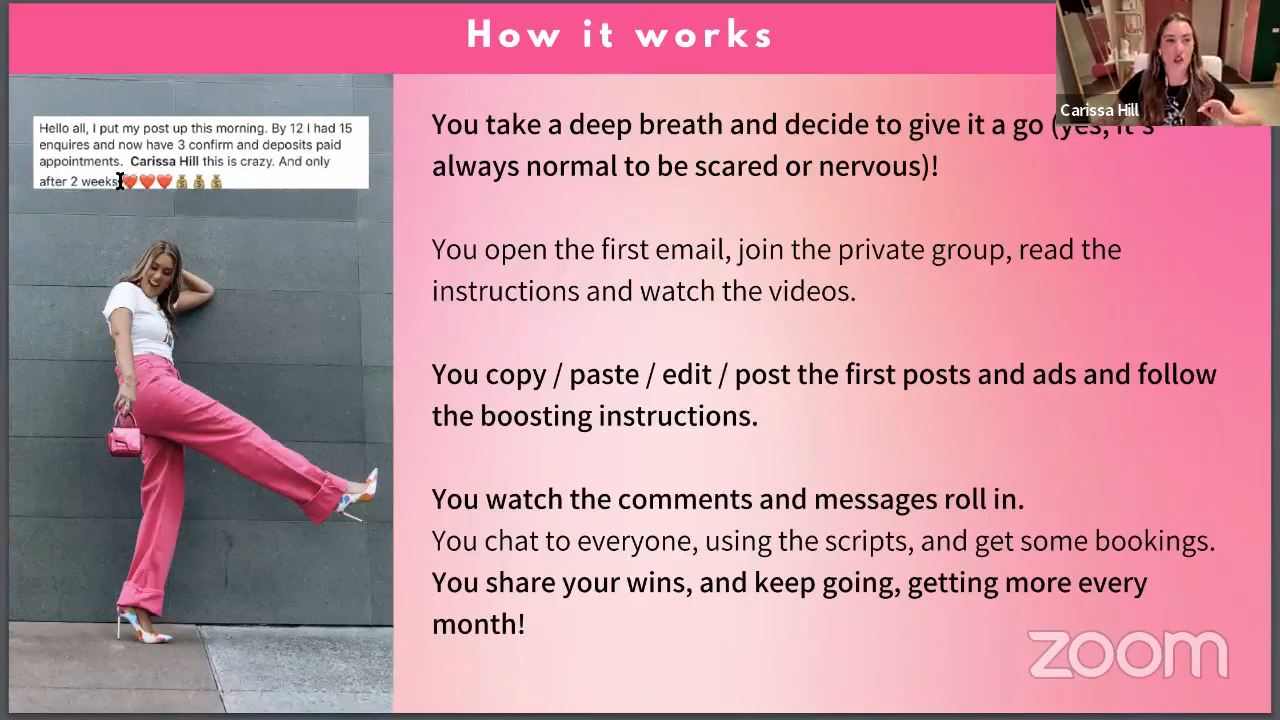 How it works
Carissa Hill
Hello all, I put my post up this morning. By 12 I had 15
enquires and now have 3 confirm and deposits paid
appointments. Carissa Hill this is crazy. And only
after 2 weeks ❤️❤️❤️💰💰💰
You take a deep breath and decide to give it a go (yes, it's
always normal to be scared or nervous)!
You open the first email, join the private group, read the
instructions and watch the videos.
You copy / paste / edit / post the first posts and ads and follow
the boosting instructions.
You watch the comments and messages roll in.
You chat to everyone, using the scripts, and get some bookings.
You share your wins, and keep going, getting more every
month!
zoom